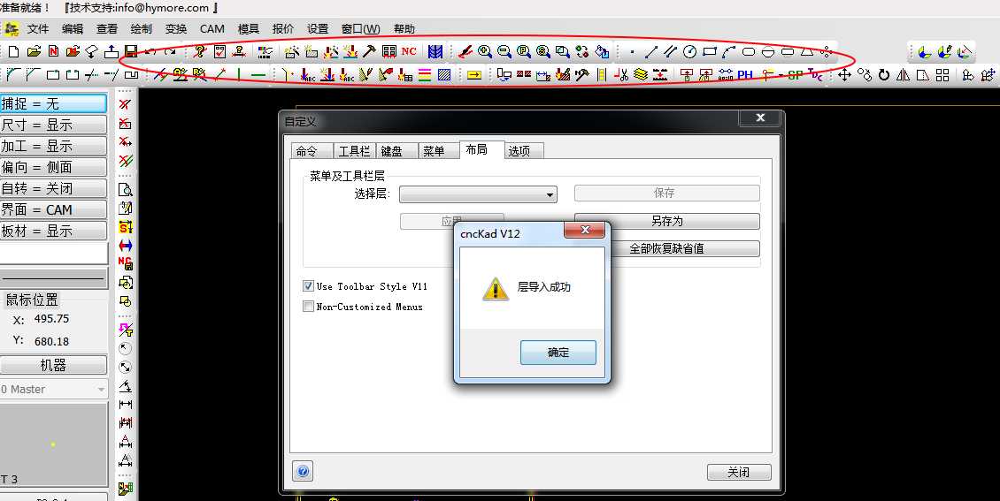 准备就绪！ 『技术支持:info@hymore.com 』
文件 编辑 查看 绘制 变换 CAM 模具 报价 设置 窗口(W) 帮助
NC
ABC ABC PH SP
捕捉 = 无
尺寸 = 显示
加工 = 显示
偏向 = 侧面
自转 = 关闭
界面 = CAM
板材 = 显示
鼠标位置
X: 495.75
Y: 680.18
机器
0 Master
T 3
NC
自定义
命令 工具栏 键盘 菜单 布局 选项
菜单及工具栏层
选择层:
保存
应用
另存为
全部恢复缺省值
Use Toolbar Style V11
Non-Customized Menus
cncKad V12
层导入成功
确定
关闭